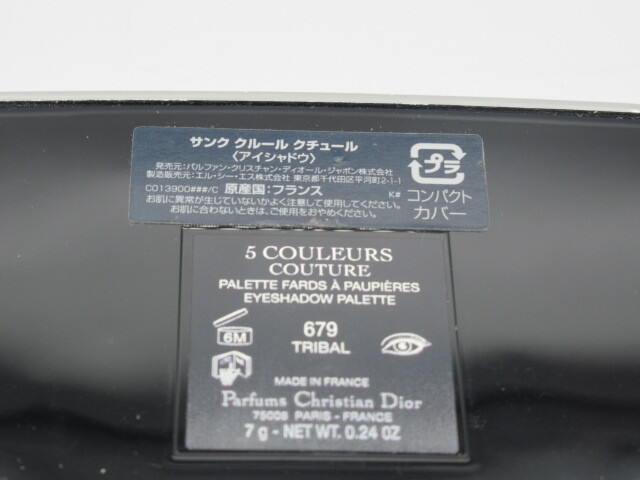 サンク クルール クチュール
〈アイシャドウ〉
発売元:パルファン・クリスチャン・ディオール・ジャポン株式会社
製造販売元:エル・シー・エス株式会社 東京都千代田区平河町2-1-1
C013900###/C 原産国:フランス K#
お肌に異常が生じていないかよく注意して使用してください。
お肌に合わないときは、ご使用をおやめください。
プラ
コンパクト
カバー
5 COULEURS
COUTURE
PALETTE FARDS À PAUPIÈRES
EYESHADOW PALETTE
6M
679
TRIBAL
MADE IN FRANCE
Parfums Christian Dior
75008 PARIS - FRANCE
7 g - NET WT. 0.24 OZ